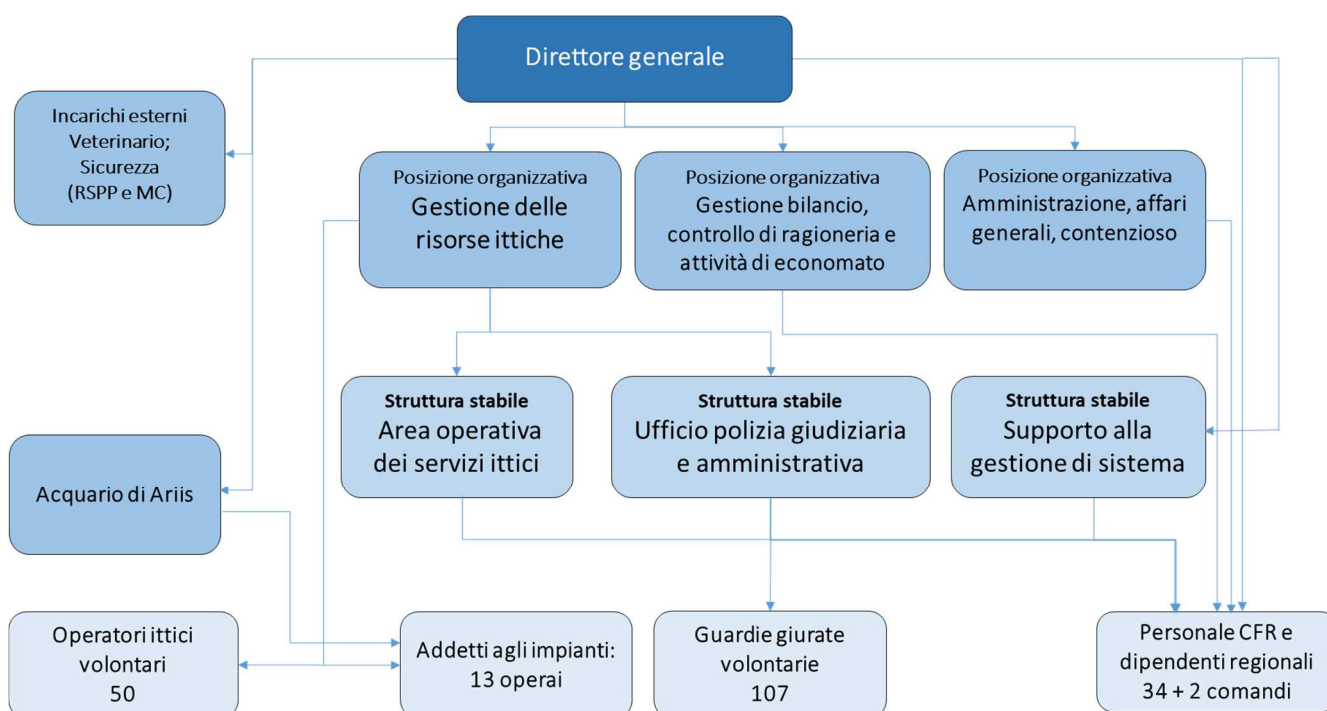 Direttore generale
Incarichi esterni
Veterinario;
Sicurezza
(RSPP e MC)
Posizione organizzativa
Gestione delle
risorse ittiche
Posizione organizzativa
Gestione bilancio,
controllo di ragioneria e
attività di economato
Posizione organizzativa
Amministrazione, affari
generali, contenzioso
Struttura stabile
Area operativa
dei servizi ittici
Struttura stabile
Ufficio polizia giudiziaria
e amministrativa
Struttura stabile
Supporto alla
gestione di sistema
Acquario di Ariis
Operatori ittici
volontari
50
Addetti agli impianti:
13 operai
Guardie giurate
volontarie
107
Personale CFR e
dipendenti regionali
34 + 2 comandi